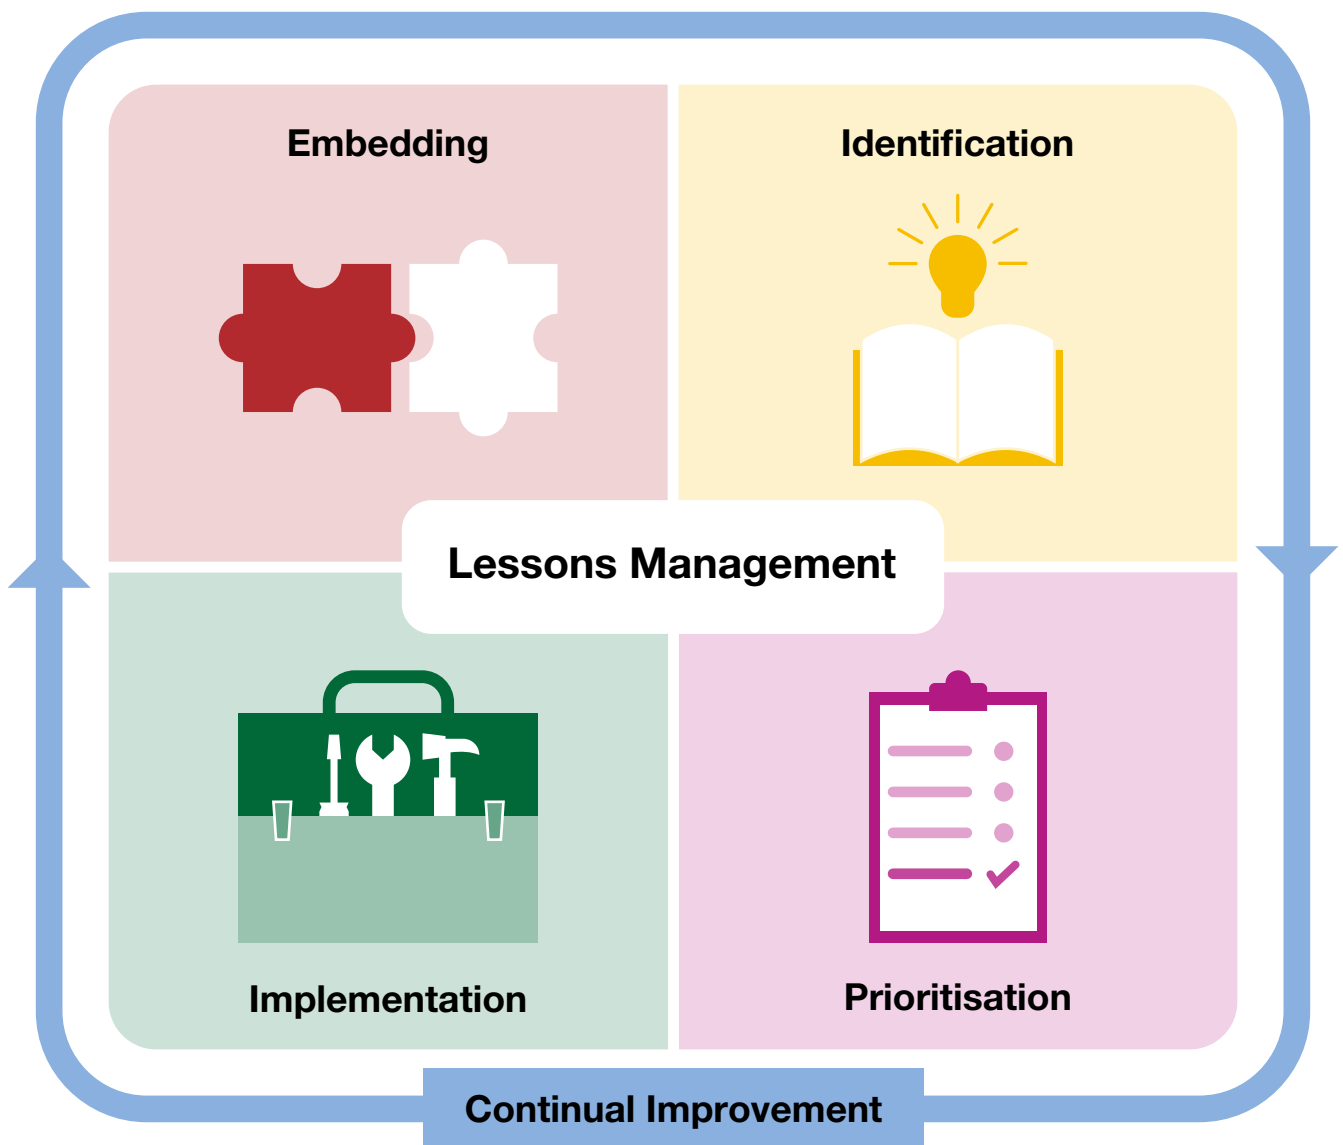 Embedding
Identification
Lessons Management
Implementation
Prioritisation
Continual Improvement